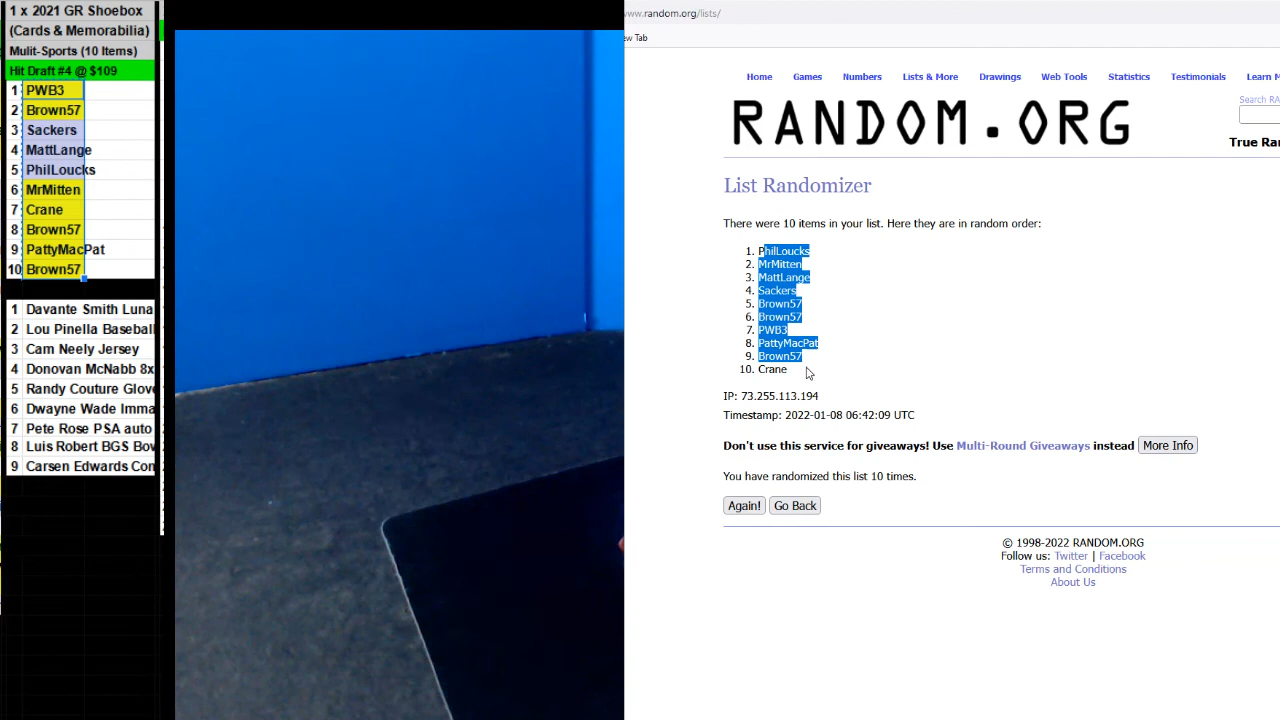 1 x 2021 GR Shoebox
(Cards & Memorabilia)
Mulit-Sports (10 Items)
Hit Draft #4 @ $109
1 PWB3
2 Brown57
3 Sackers
4 MattLange
5 PhilLoucks
6 MrMitten
7 Crane
8 Brown57
9 PattyMacPat
10 Brown57
1 Davante Smith Luna
2 Lou Pinella Baseball
3 Cam Neely Jersey
4 Donovan McNabb 8x
5 Randy Couture Glove
6 Dwayne Wade Imma
7 Pete Rose PSA auto
8 Luis Robert BGS Bow
9 Carsen Edwards Con
www.random.org/lists/
ew Tab
Home Games Numbers Lists & More Drawings Web Tools Statistics Testimonials Learn M
Search RA
RANDOM.ORG
True Ra
List Randomizer
There were 10 items in your list. Here they are in random order:
1. PhilLoucks
2. MrMitten
3. MattLange
4. Sackers
5. Brown57
6. Brown57
7. PWB3
8. PattyMacPat
9. Brown57
10. Crane
IP: 73.255.113.194
Timestamp: 2022-01-08 06:42:09 UTC
Don't use this service for giveaways! Use Multi-Round Giveaways instead More Info
You have randomized this list 10 times.
Again! Go Back
© 1998-2022 RANDOM.ORG
Follow us: Twitter | Facebook
Terms and Conditions
About Us